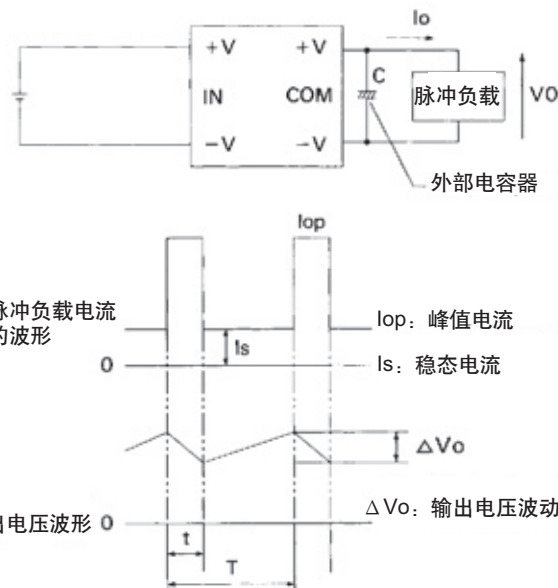 Io
+V +V
C
IN COM 脉冲负载 VO
−V −V
外部电容器
Iop
脉冲负载电流
的波形
Iop：峰值电流
Is
0
Is：稳态电流
△Vo
出电压波形 0
△Vo：输出电压波动
t
T